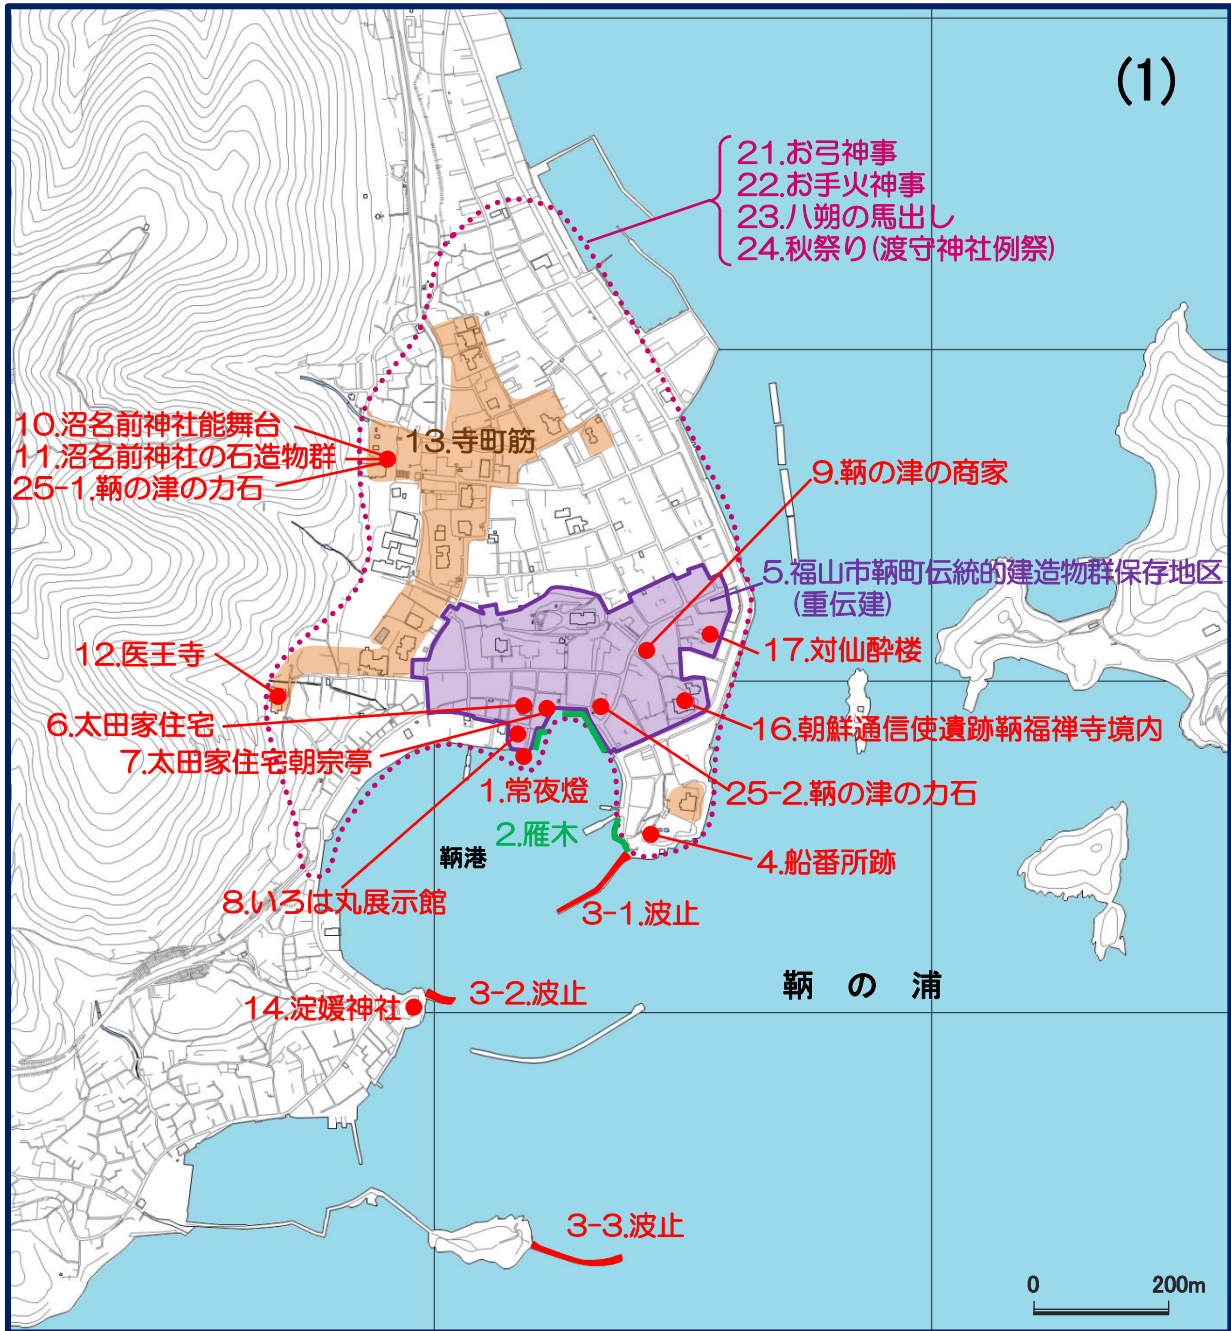 (1)
21.お弓神事
22.お手火神事
23.八朔の馬出し
24.秋祭り(渡守神社例祭)
10.沼名前神社能舞台
11.沼名前神社の石造物群
25-1.鞆の津の力石
13.寺町筋
9.鞆の津の商家
5.福山市鞆町伝統的建造物群保存地区
(重伝建)
12.医王寺
17.対仙酔楼
6.太田家住宅
7.太田家住宅朝宗亭
16.朝鮮通信使遺跡鞆福禅寺境内
1.常夜燈
25-2.鞆の津の力石
2.雁木
鞆港
4.船番所跡
8.いろは丸展示館
3-1.波止
鞆の浦
3-2.波止
14.淀媛神社
3-3.波止
0 200m